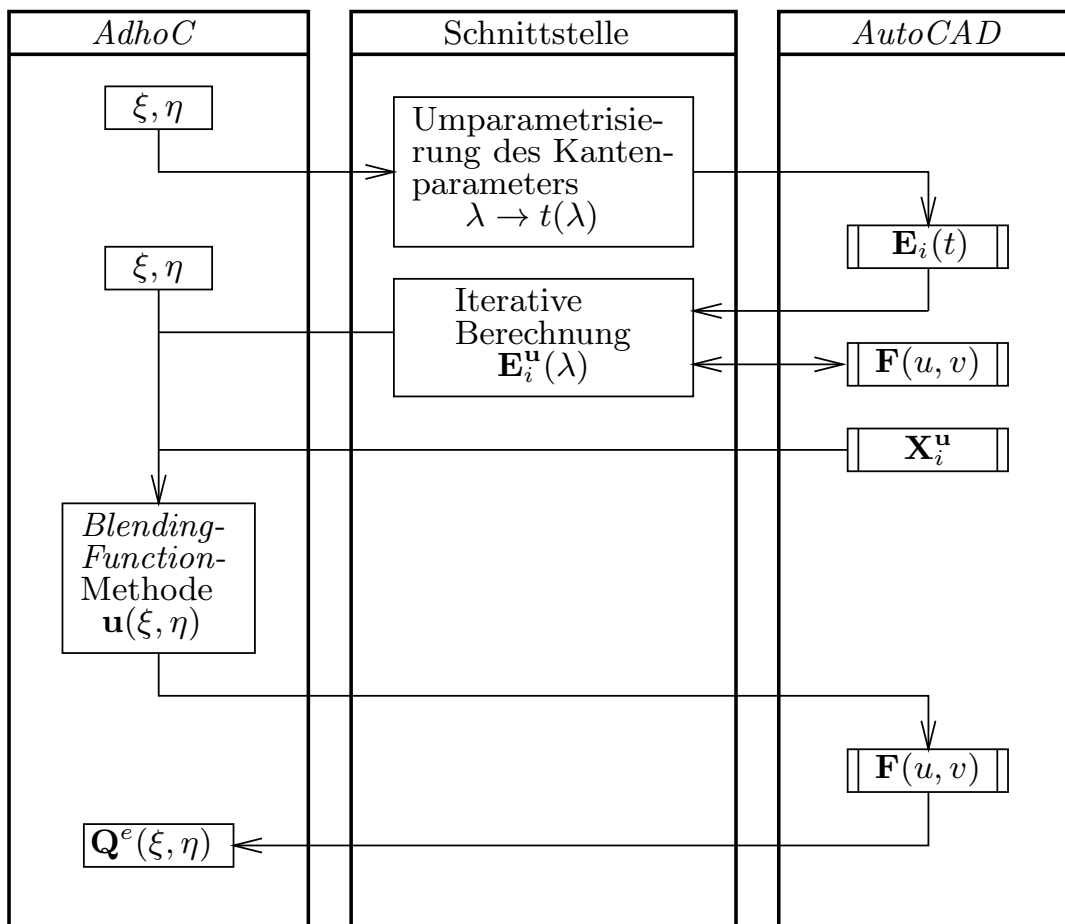 AdhoC
Schnittstelle
AutoCAD
ξ, η
Umparametrisie-
rung des Kanten-
parameters
λ → t(λ)
E_i(t)
ξ, η
Iterative
Berechnung
E_i^u(λ)
F(u, v)
X_i^u
Blending-
Function-
Methode
u(ξ, η)
F(u, v)
Q^e(ξ, η)